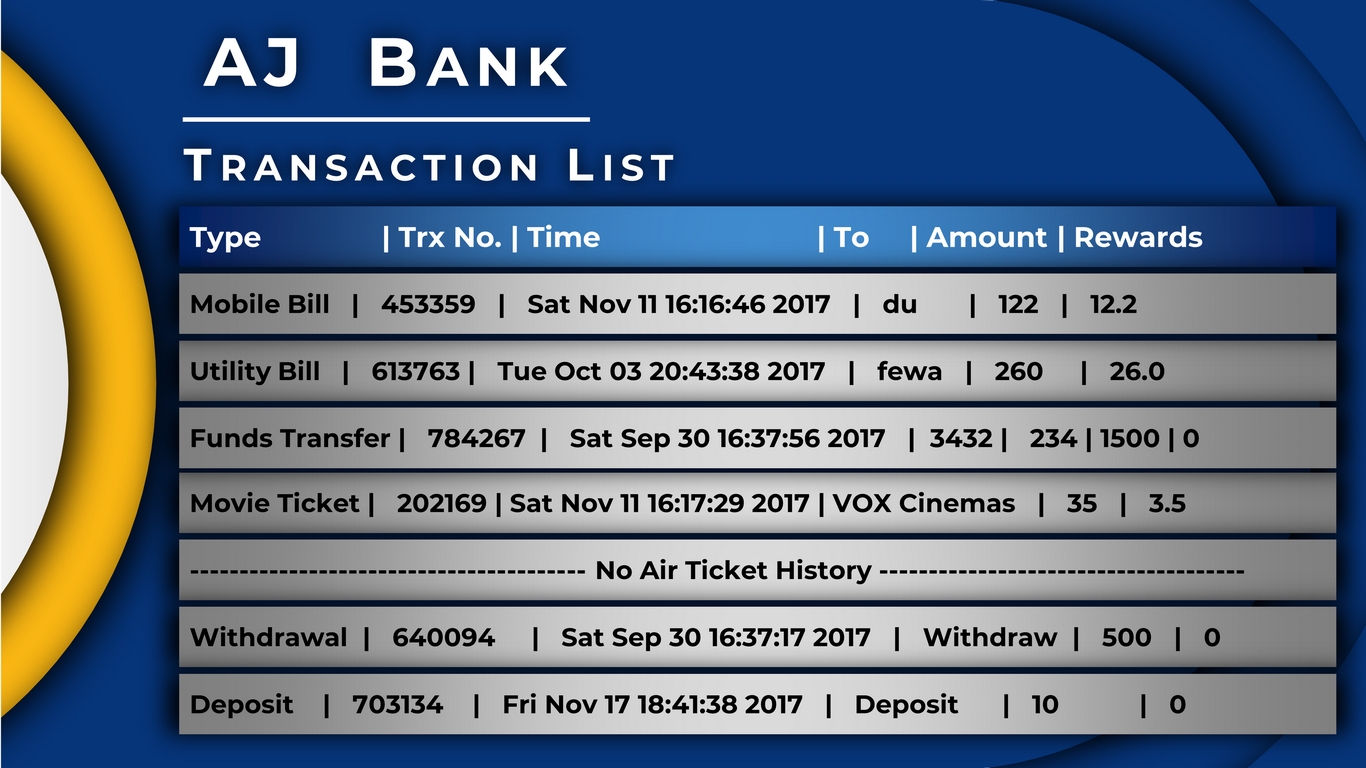 AJ Bank
Transaction List
Type | Trx No. | Time | To | Amount | Rewards
Mobile Bill | 453359 | Sat Nov 11 16:16:46 2017 | du | 122 | 12.2
Utility Bill | 613763 | Tue Oct 03 20:43:38 2017 | fewa | 260 | 26.0
Funds Transfer | 784267 | Sat Sep 30 16:37:56 2017 | 3432 | 234 | 1500 | 0
Movie Ticket | 202169 | Sat Nov 11 16:17:29 2017 | VOX Cinemas | 35 | 3.5
---------------------------------------- No Air Ticket History -------------------------------------
Withdrawal | 640094 | Sat Sep 30 16:37:17 2017 | Withdraw | 500 | 0
Deposit | 703134 | Fri Nov 17 18:41:38 2017 | Deposit | 10 | 0